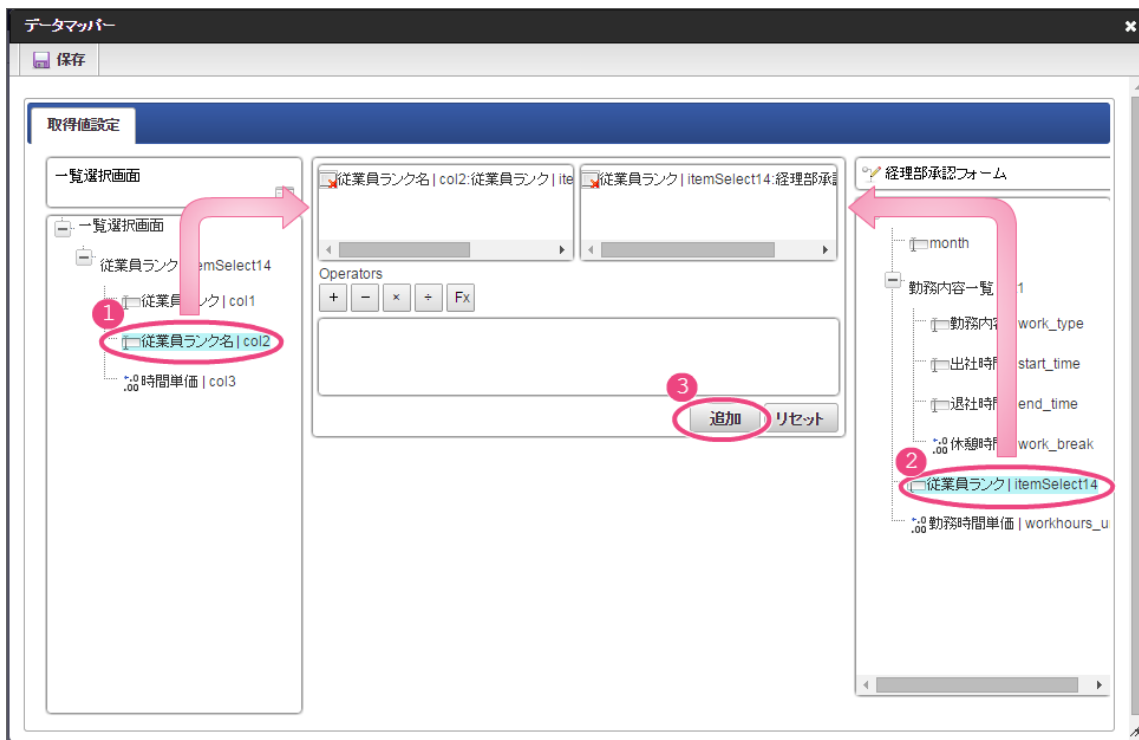 データマッパー
保存
取得値設定
一覧選択画面
一覧選択画面
従業員ランク
emSelect14
従業員
ンク | col1
1
従業員ランク名 | col2
時間単価 | col3
従業員ランク名 | col2:従業員ランク | ite
従業員ランク | itemSelect14:経理部承
Operators
+ − × ÷ Fx
3
追加
リセット
経理部承認フォーム
month
勤務内容一覧
1
勤務内
work_type
出社時
start_time
退社時
end_time
休憩時
work_break
2
従業員ランク | itemSelect14
勤務時間単価 | workhours_u